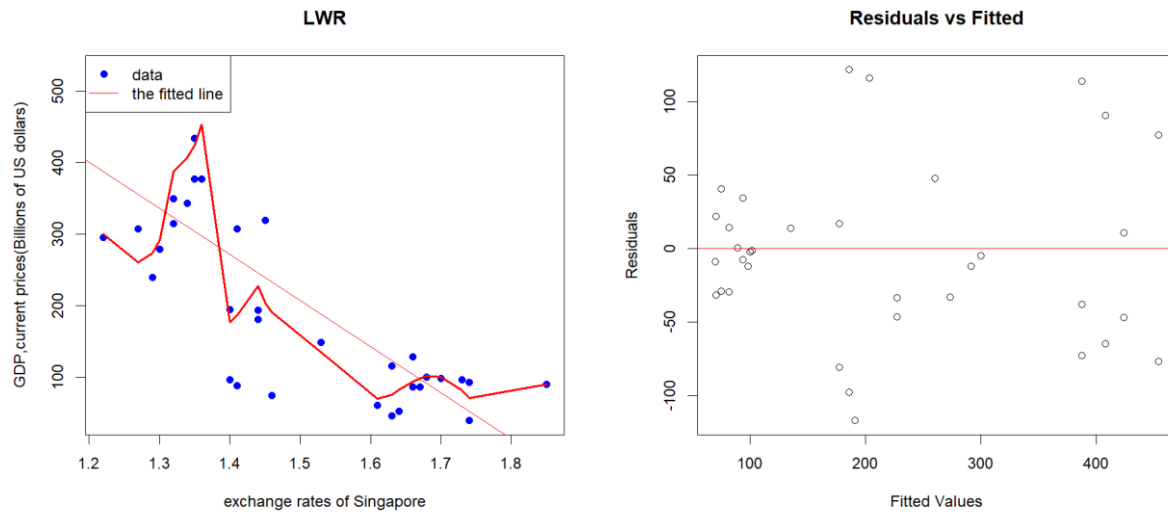 LWR
data
the fitted line
GDP,current prices(Billions of US dollars)
500
400
300
200
100
1.2 1.3 1.4 1.5 1.6 1.7 1.8
exchange rates of Singapore
Residuals vs Fitted
Residuals
100
50
0
-50
-100
100 200 300 400
Fitted Values